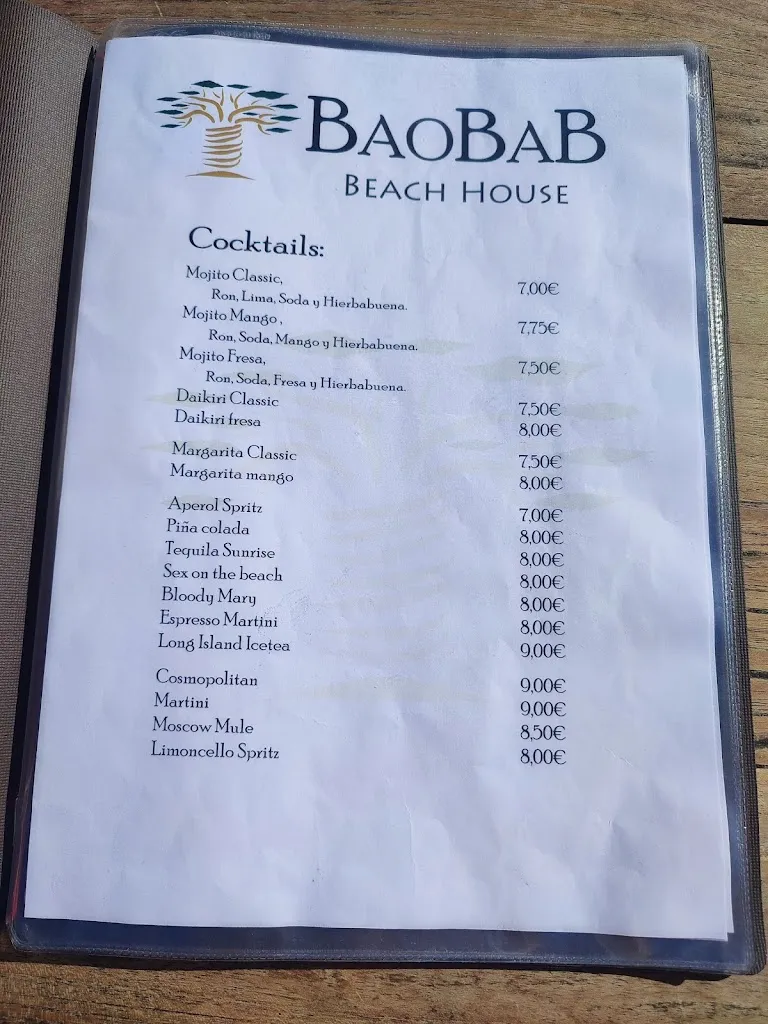 BAOBAB
BEACH HOUSE
Cocktails:
Mojito Classic, 7,00€
Ron, Lima, Soda y Hierbabuena.
Mojito Mango , 7,75€
Ron, Soda, Mango y Hierbabuena.
Mojito Fresa, 7,50€
Ron, Soda, Fresa y Hierbabuena.
Daikiri Classic 7,50€
Daikiri fresa 8,00€
Margarita Classic 7,50€
Margarita mango 8,00€
Aperol Spritz 7,00€
Piña colada 8,00€
Tequila Sunrise 8,00€
Sex on the beach 8,00€
Bloody Mary 8,00€
Espresso Martini 8,00€
Long Island Icetea 9,00€
Cosmopolitan 9,00€
Martini 9,00€
Moscow Mule 8,50€
Limoncello Spritz 8,00€